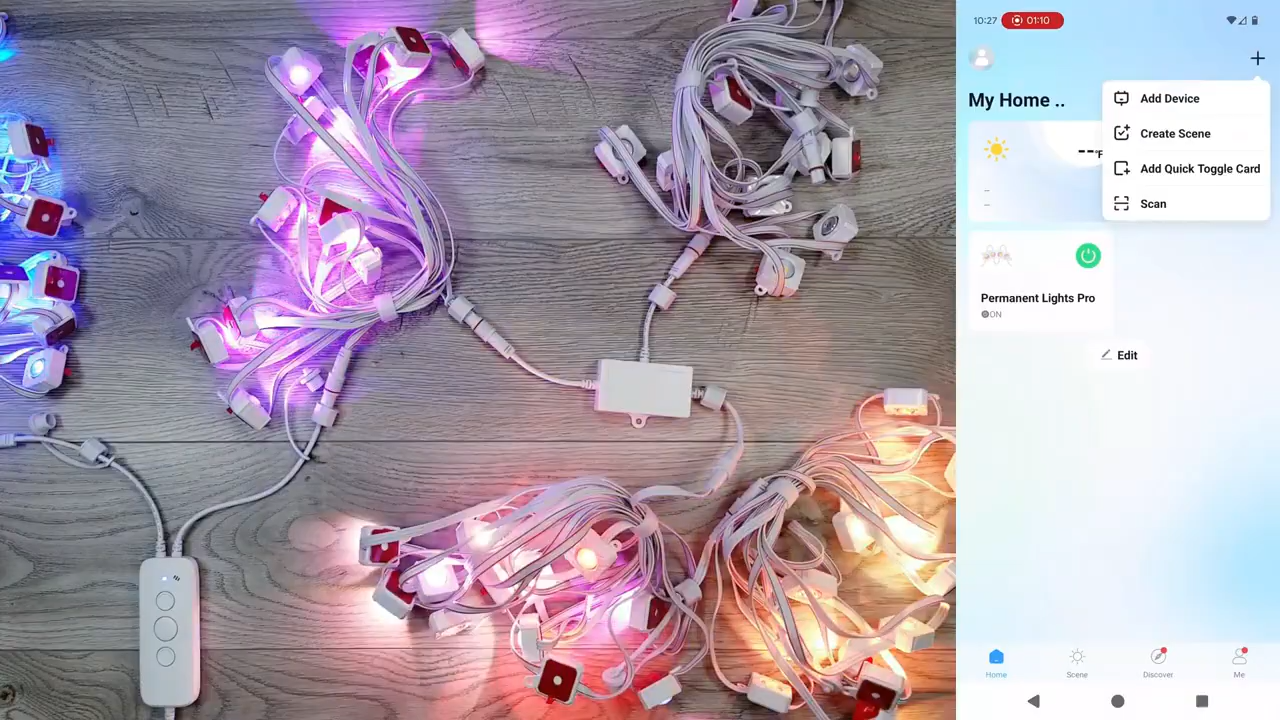 10:27
01:10
My Home ..
Add Device
Create Scene
Add Quick Toggle Card
Scan
--°F
Permanent Lights Pro
ON
Edit
Home
Scene
Discover
Me